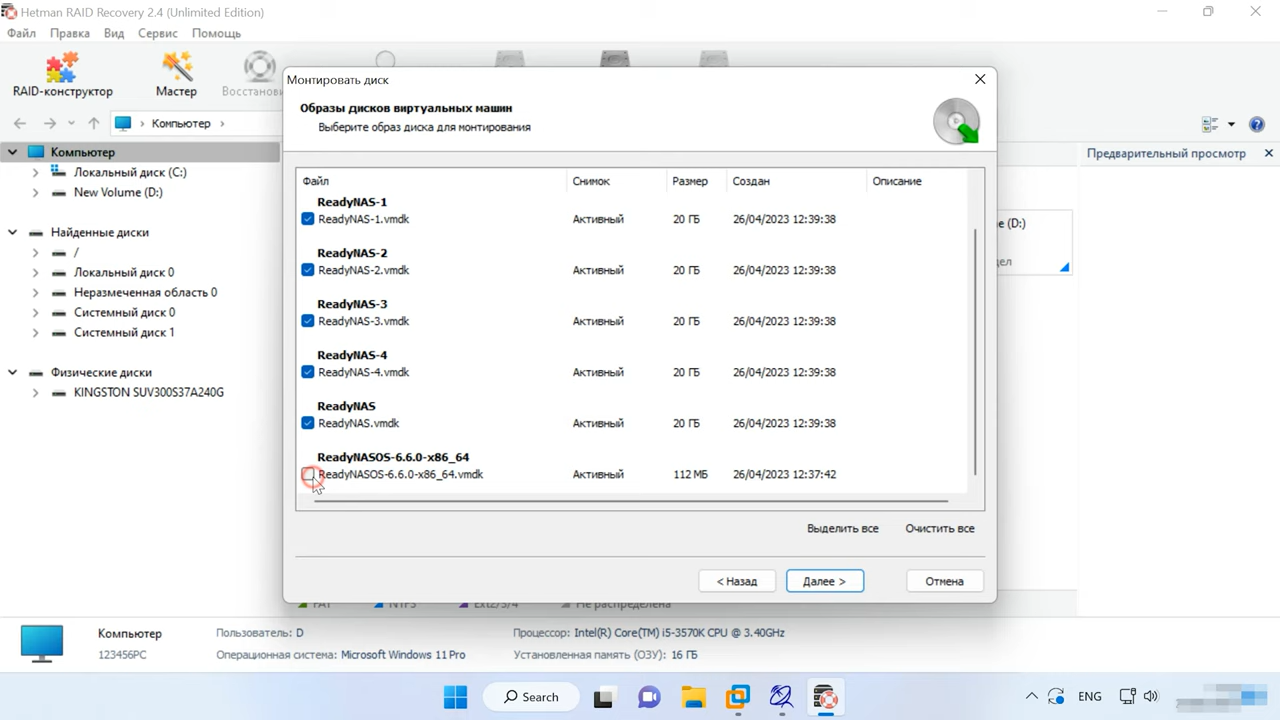 Hetman RAID Recovery 2.4 (Unlimited Edition)
Файл Правка Вид Сервис Помощь
RAID-конструктор Мастер
Компьютер
Компьютер
Локальный диск (C:)
New Volume (D:)
Найденные диски
/
Локальный диск 0
Неразмеченная область 0
Системный диск 0
Системный диск 1
Физические диски
KINGSTON SUV300S37A240G
Предварительный просмотр
e (D:)
Монтировать диск
Образы дисков виртуальных машин
Выберите образ диска для монтирования
Файл Снимок Размер Создан Описание
ReadyNAS-1
ReadyNAS-1.vmdk Активный 20 ГБ 26/04/2023 12:39:38
ReadyNAS-2
ReadyNAS-2.vmdk Активный 20 ГБ 26/04/2023 12:39:38
ReadyNAS-3
ReadyNAS-3.vmdk Активный 20 ГБ 26/04/2023 12:39:38
ReadyNAS-4
ReadyNAS-4.vmdk Активный 20 ГБ 26/04/2023 12:39:38
ReadyNAS
ReadyNAS.vmdk Активный 20 ГБ 26/04/2023 12:39:38
ReadyNASOS-6.6.0-x86_64
ReadyNASOS-6.6.0-x86_64.vmdk Активный 112 МБ 26/04/2023 12:37:42
Выделить все Очистить все
< Назад Далее > Отмена
FAT NTFS Ext2/3/4 Не распределена
Компьютер Пользователь: D Процессор: Intel(R) Core(TM) i5-3570K CPU @ 3.40GHz
123456PC Операционная система: Microsoft Windows 11 Pro Установленная память (ОЗУ): 16 ГБ
Search ENG